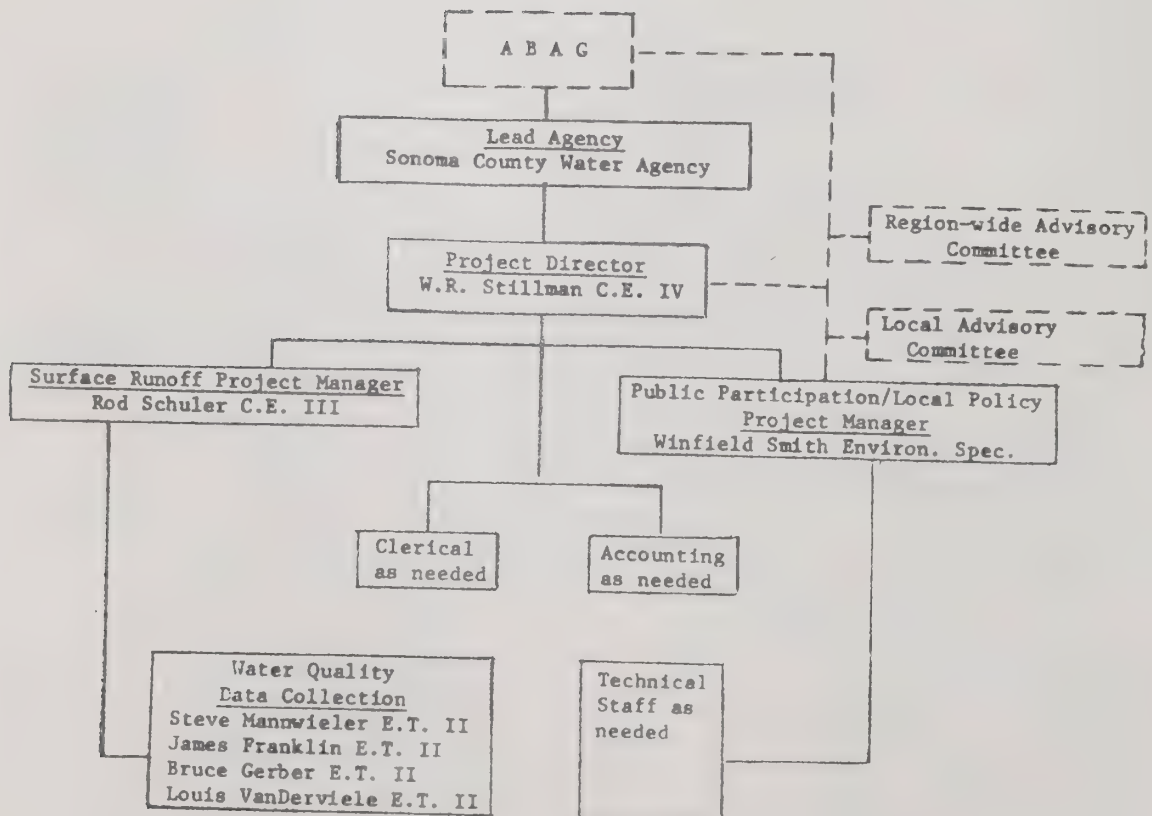 A B A G
Lead Agency
Sonoma County Water Agency
Region-wide Advisory
Committee
Project Director
W.R. Stillman C.E. IV
Local Advisory
Committee
Surface Runoff Project Manager
Rod Schuler C.E. III
Public Participation/Local Policy
Project Manager
Winfield Smith Environ. Spec.
Clerical
as needed
Accounting
as needed
Water Quality
Data Collection
Steve Mannwieler E.T. II
James Franklin E.T. II
Bruce Gerber E.T. II
Louis VanDerviele E.T. II
Technical
Staff as
needed